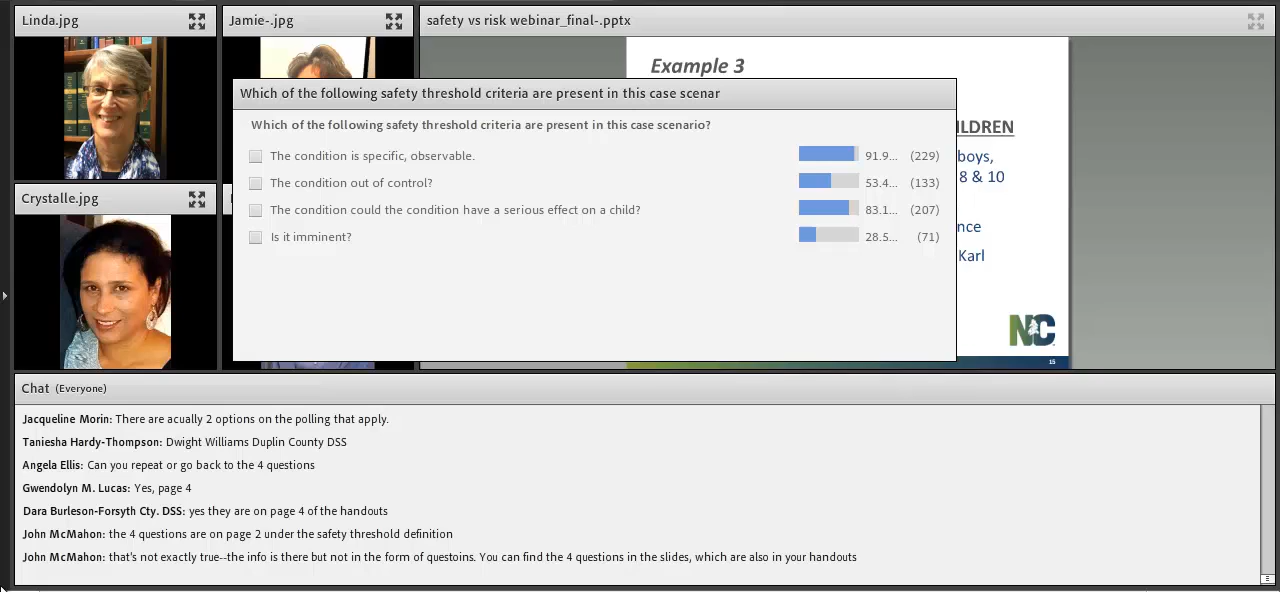 Linda.jpg
Jamie-.jpg
safety vs risk webinar_final-.pptx
Example 3
Which of the following safety threshold criteria are present in this case scenar
Which of the following safety threshold criteria are present in this case scenario?
The condition is specific, observable. 91.9... (229)
The condition out of control? 53.4... (133)
The condition could the condition have a serious effect on a child? 83.1... (207)
Is it imminent? 28.5... (71)
ILDREN
boys,
8 & 10
nce
Karl
NC
15
Crystalle.jpg
Chat (Everyone)
Jacqueline Morin: There are acually 2 options on the polling that apply.
Taniesha Hardy-Thompson: Dwight Williams Duplin County DSS
Angela Ellis: Can you repeat or go back to the 4 questions
Gwendolyn M. Lucas: Yes, page 4
Dara Burleson-Forsyth Cty. DSS: yes they are on page 4 of the handouts
John McMahon: the 4 questions are on page 2 under the safety threshold definition
John McMahon: that's not exactly true--the info is there but not in the form of questoins. You can find the 4 questions in the slides, which are also in your handouts